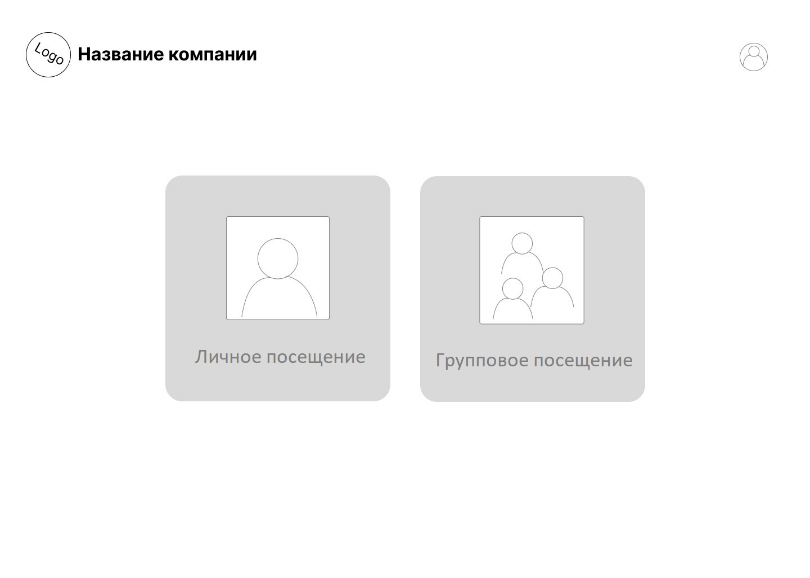 Logo
Название компании
Личное посещение
Групповое посещение